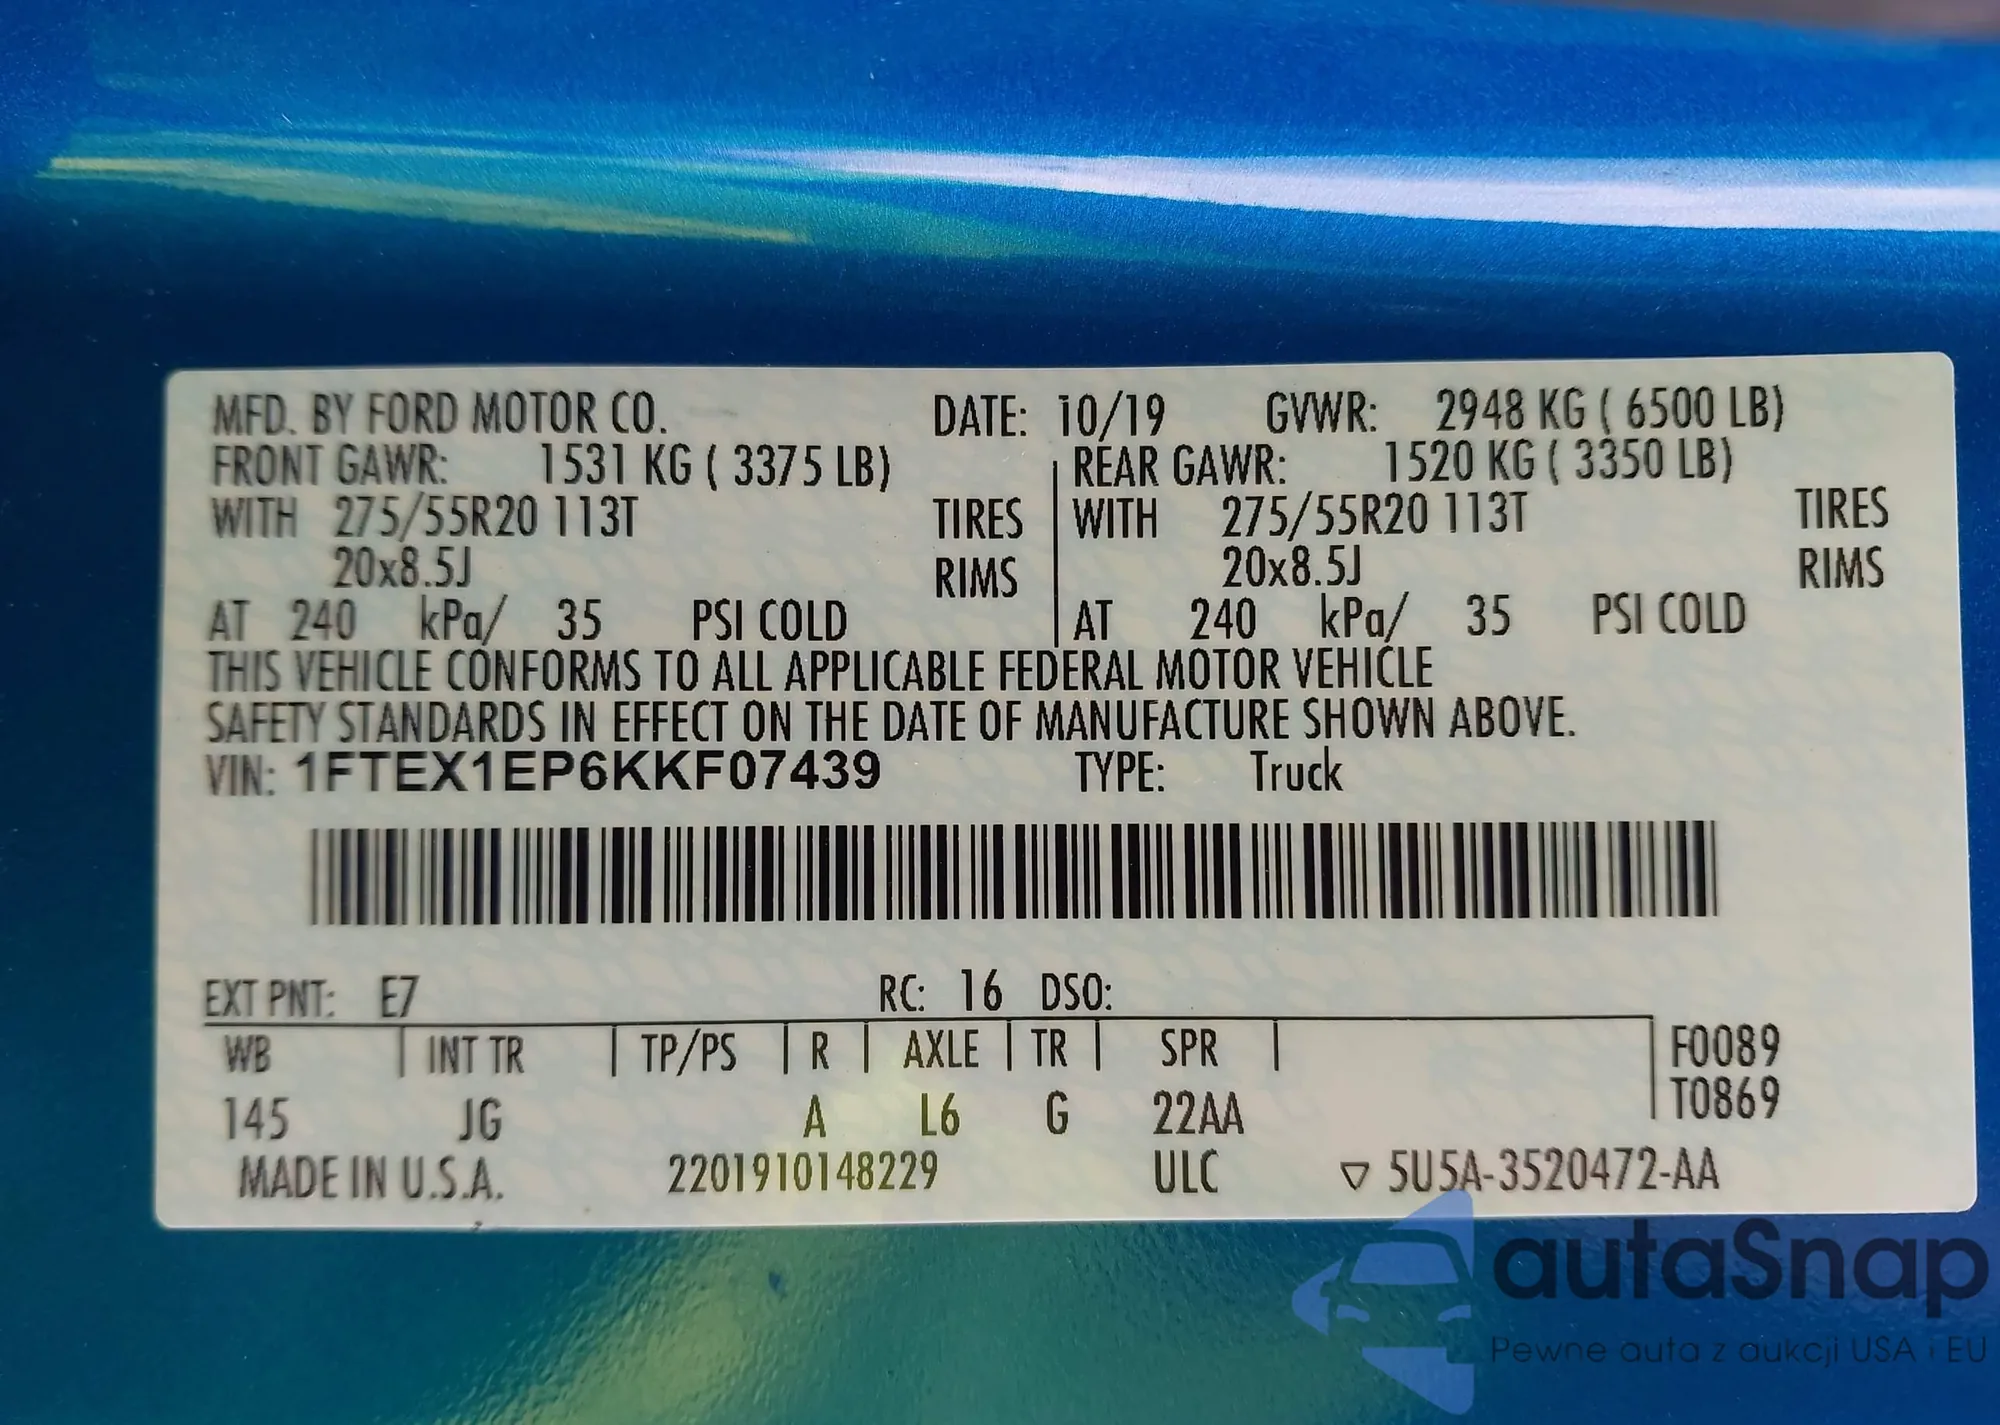 MFD. BY FORD MOTOR CO. DATE: 10/19 GVWR: 2948 KG ( 6500 LB)
FRONT GAWR: 1531 KG ( 3375 LB) REAR GAWR: 1520 KG ( 3350 LB)
WITH 275/55R20 113T TIRES WITH 275/55R20 113T TIRES
20x8.5J RIMS 20x8.5J RIMS
AT 240 kPa/ 35 PSI COLD AT 240 kPa/ 35 PSI COLD
THIS VEHICLE CONFORMS TO ALL APPLICABLE FEDERAL MOTOR VEHICLE
SAFETY STANDARDS IN EFFECT ON THE DATE OF MANUFACTURE SHOWN ABOVE.
VIN: 1FTEX1EP6KKF07439 TYPE: Truck
EXT PNT: E7 RC: 16 DSO:
WB INT TR TP/PS R AXLE TR SPR F0089
T0869
145 JG A L6 G 22AA
MADE IN U.S.A. 2201910148229 ULC ▽ 5U5A-3520472-AA
autaSnap
Pewne auta z aukcji USA i EU